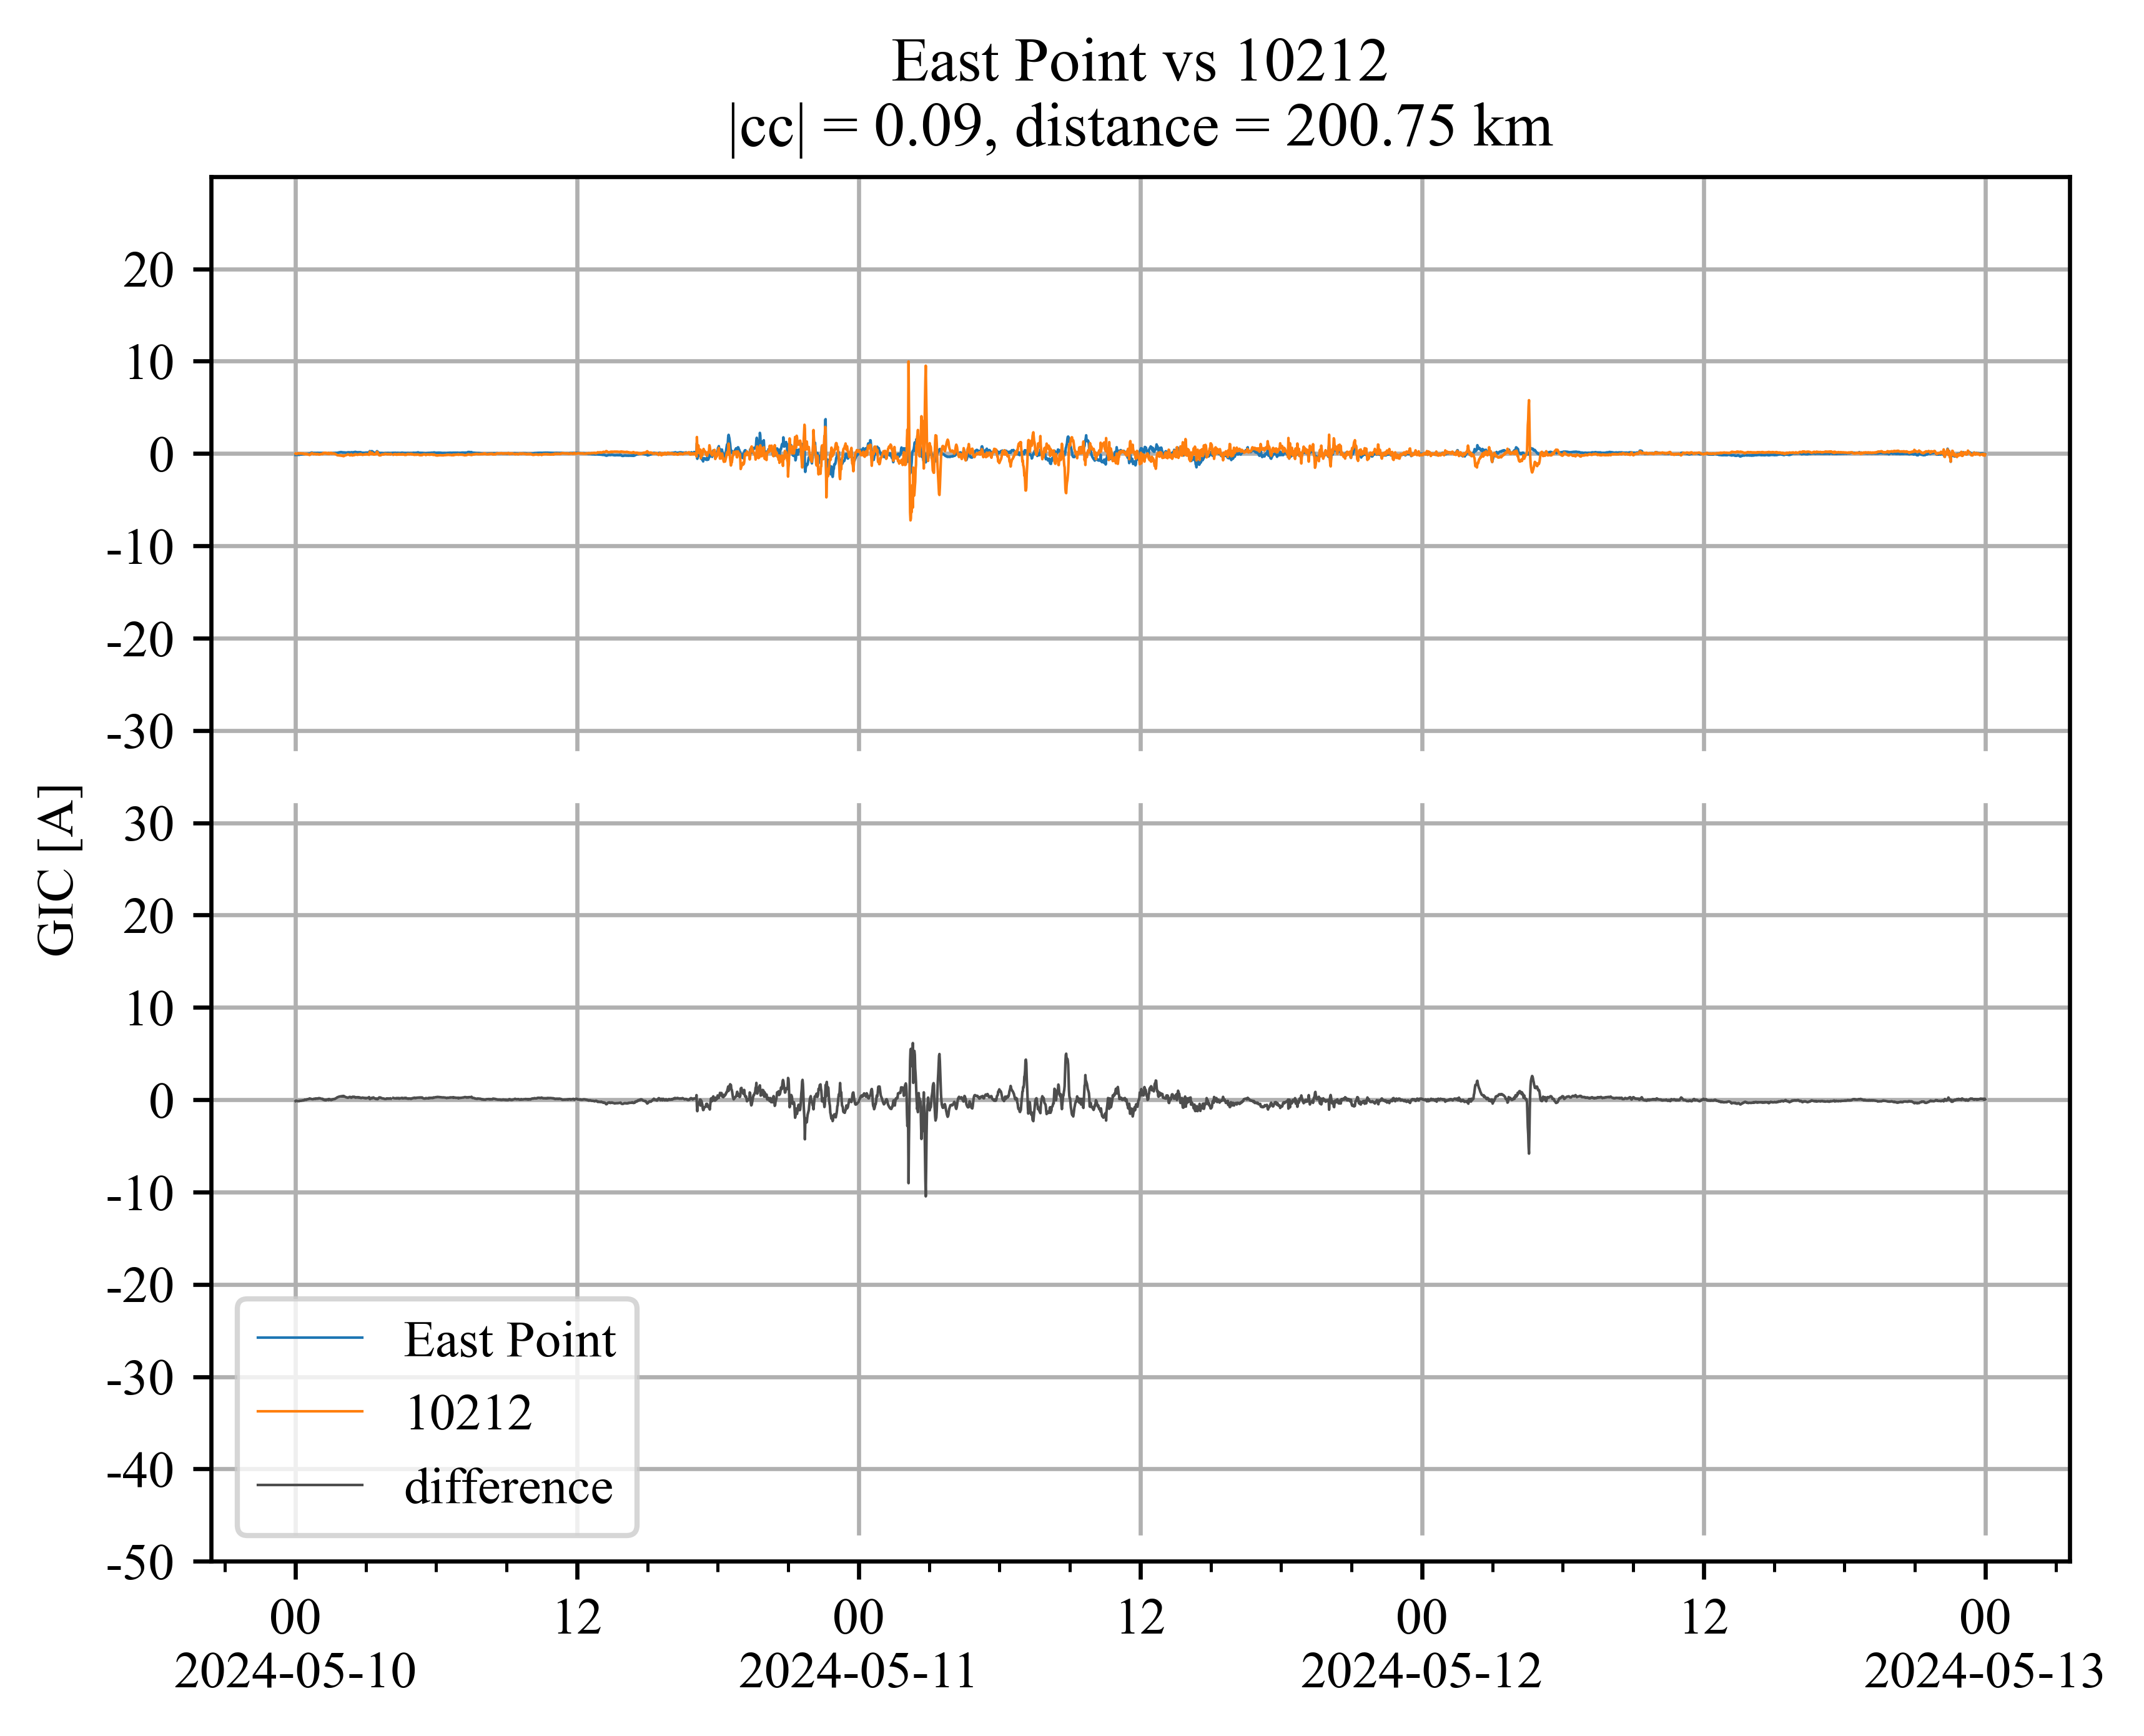 East Point vs 10212
|cc| = 0.09, distance = 200.75 km
20
10
0
-10
-20
-30
GIC [A]
30
20
10
0
-10
-20
-30
-40
-50
East Point
10212
difference
00 12 00 12 00 12 00
2024-05-10 2024-05-11 2024-05-12 2024-05-13